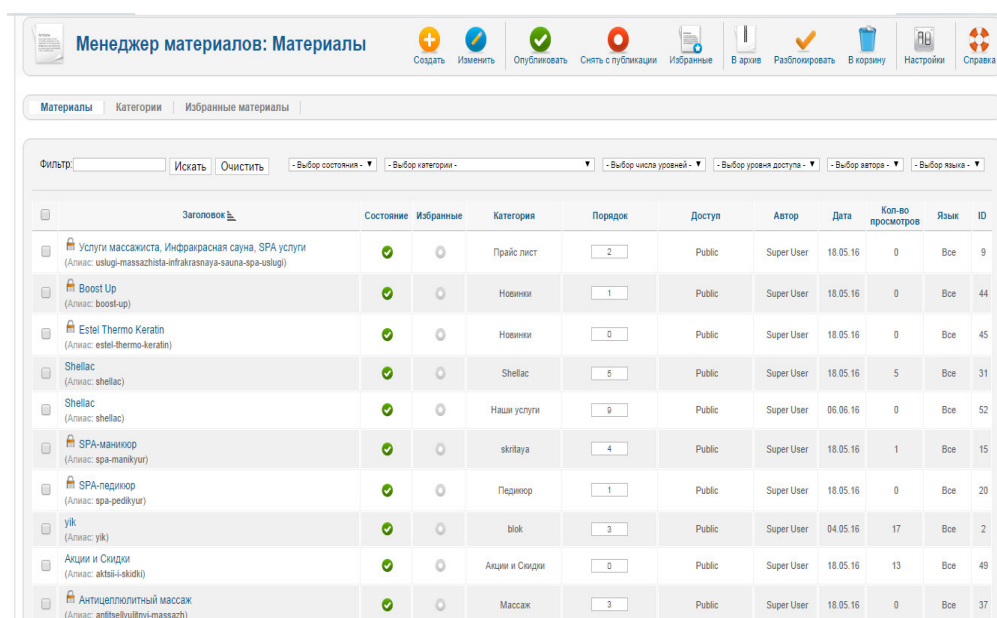 Менеджер материалов: Материалы
Создать Изменить Опубликовать Снять с публикации Избранные В архив Разблокировать В корзину Настройки Справка
Материалы Категории Избранные материалы
Фильтр: Искать Очистить - Выбор состояния - - Выбор категории - - Выбор числа уровней - - Выбор уровня доступа - - Выбор автора - - Выбор языка -
Заголовок Состояние Избранные Категория Порядок Доступ Автор Дата Кол-во просмотров Язык ID
Услуги массажиста, Инфракрасная сауна, SPA услуги
(Алиас: uslugi-massazhista-infrakrasnaya-sauna-spa-uslugi)
Прайс лист 2 Public Super User 18.05.16 0 Все 9
Boost Up
(Алиас: boost-up)
Новинки 1 Public Super User 18.05.16 0 Все 44
Estel Thermo Keratin
(Алиас: estel-thermo-keratin)
Новинки 0 Public Super User 18.05.16 0 Все 45
Shellac
(Алиас: shellac)
Shellac 5 Public Super User 18.05.16 5 Все 31
Shellac
(Алиас: shellac)
Наши услуги 9 Public Super User 06.06.16 0 Все 52
SPA-маникюр
(Алиас: spa-manikyur)
skritaya 4 Public Super User 18.05.16 1 Все 15
SPA-педикюр
(Алиас: spa-pedikyur)
Педикюр 1 Public Super User 18.05.16 0 Все 20
yik
(Алиас: yik)
blok 3 Public Super User 04.05.16 17 Все 2
Акции и Скидки
(Алиас: aktsii-i-skidki)
Акции и Скидки 0 Public Super User 18.05.16 13 Все 49
Антицеллюлитный массаж
(Алиас: antitsellyulitnyi-massazh)
Массаж 3 Public Super User 18.05.16 0 Все 37